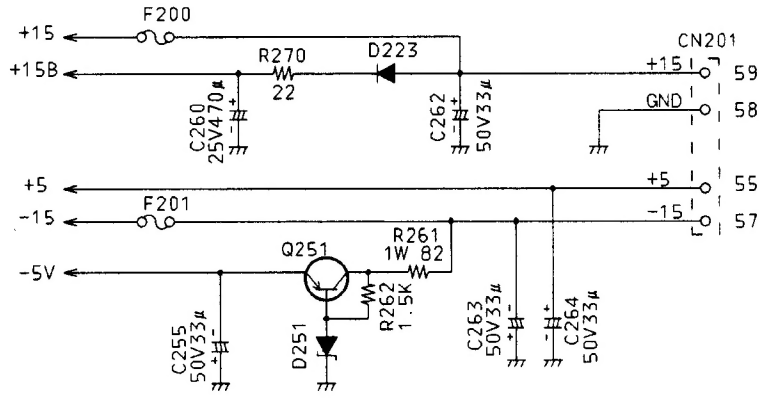 F200
+15
D223
CN201
R270
+15
59
+15B
22
C260
25V470μ
C262
50V33μ
GND
58
+5
+5
55
F201
-15
-15
57
Q251
R261
1W 82
-5V
R262
1.5K
C255
50V33μ
D251
C263
50V33μ
C264
50V33μ